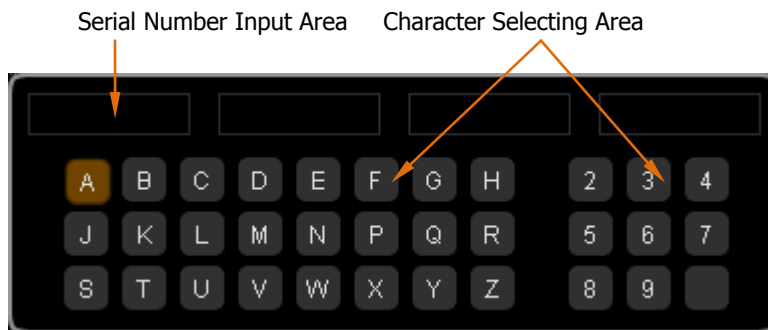 Serial Number Input Area Character Selecting Area
A B C D E F G H 2 3 4
J K L M N P Q R 5 6 7
S T U V W X Y Z 8 9